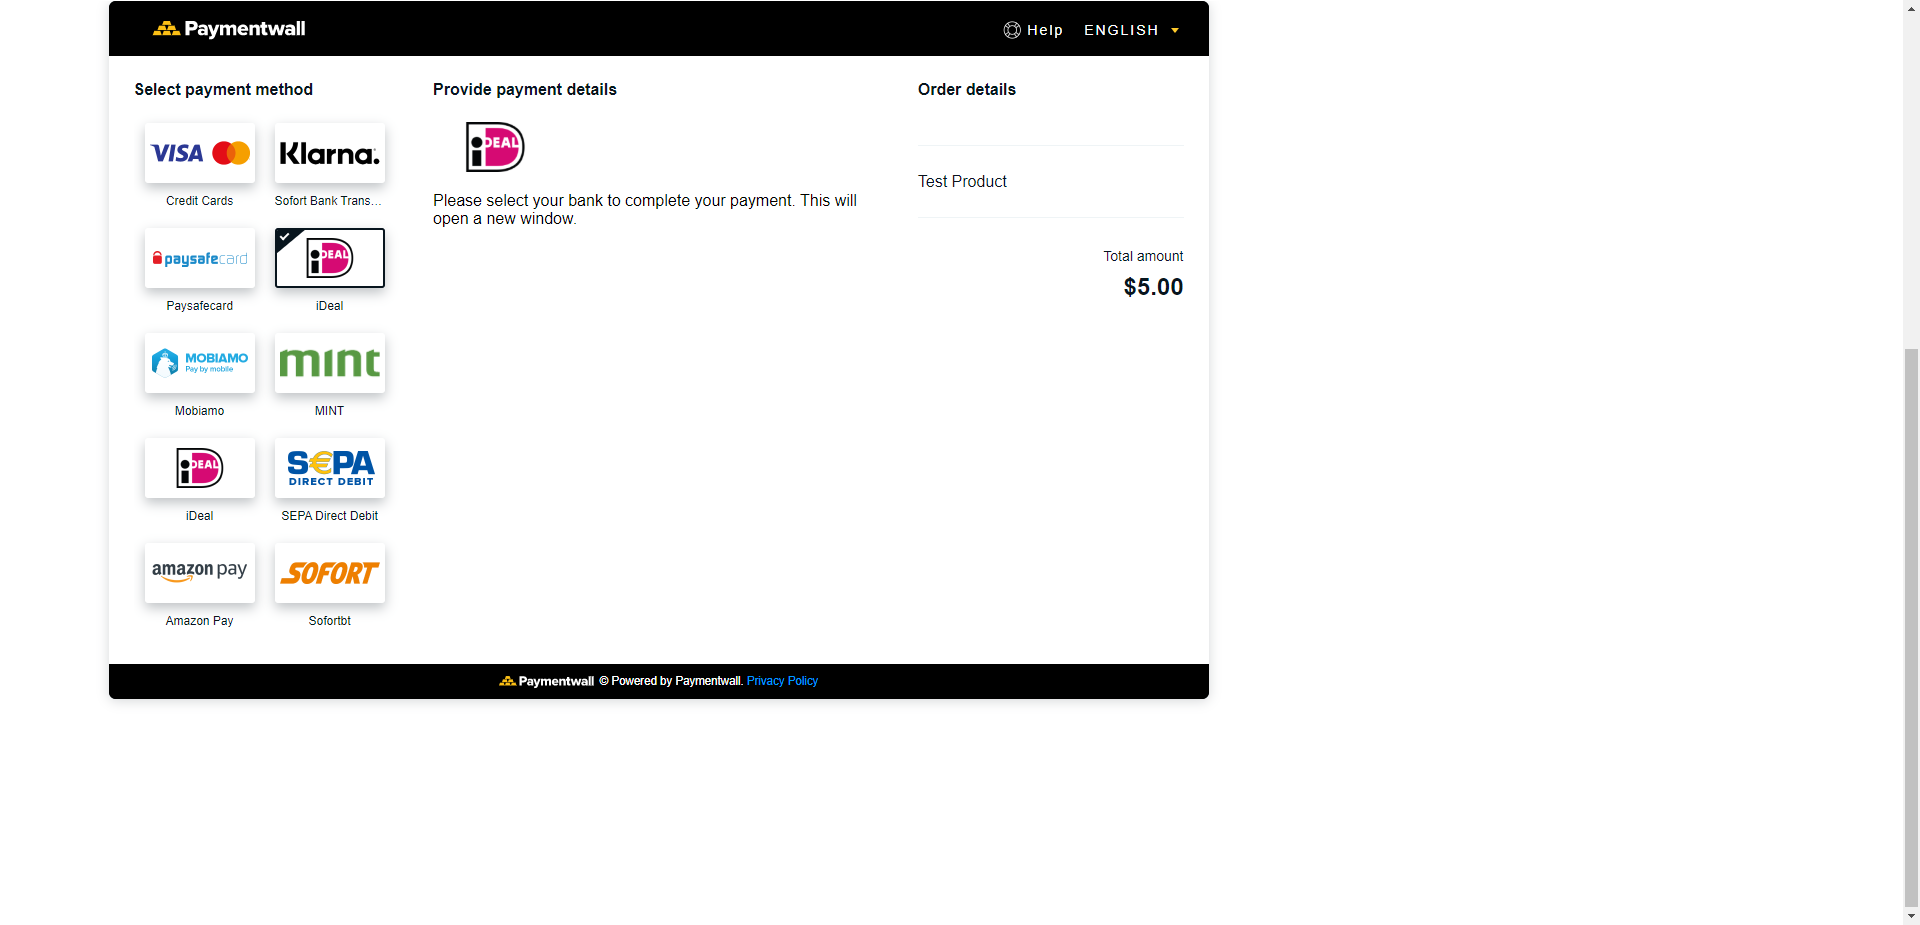 Paymentwall
Help
ENGLISH
Select payment method
Provide payment details
Order details
VISA
Klarna.
Credit Cards
Sofort Bank Trans...
iDEAL
Please select your bank to complete your payment. This will
open a new window.
Test Product
Total amount
$5.00
paysafecard
iDEAL
Paysafecard
iDeal
MOBIAMO
Pay by mobile
mint
Mobiamo
MINT
iDEAL
SEPA
DIRECT DEBIT
iDeal
SEPA Direct Debit
amazon pay
SOFORT
Amazon Pay
Sofortbt
Paymentwall © Powered by Paymentwall. Privacy Policy